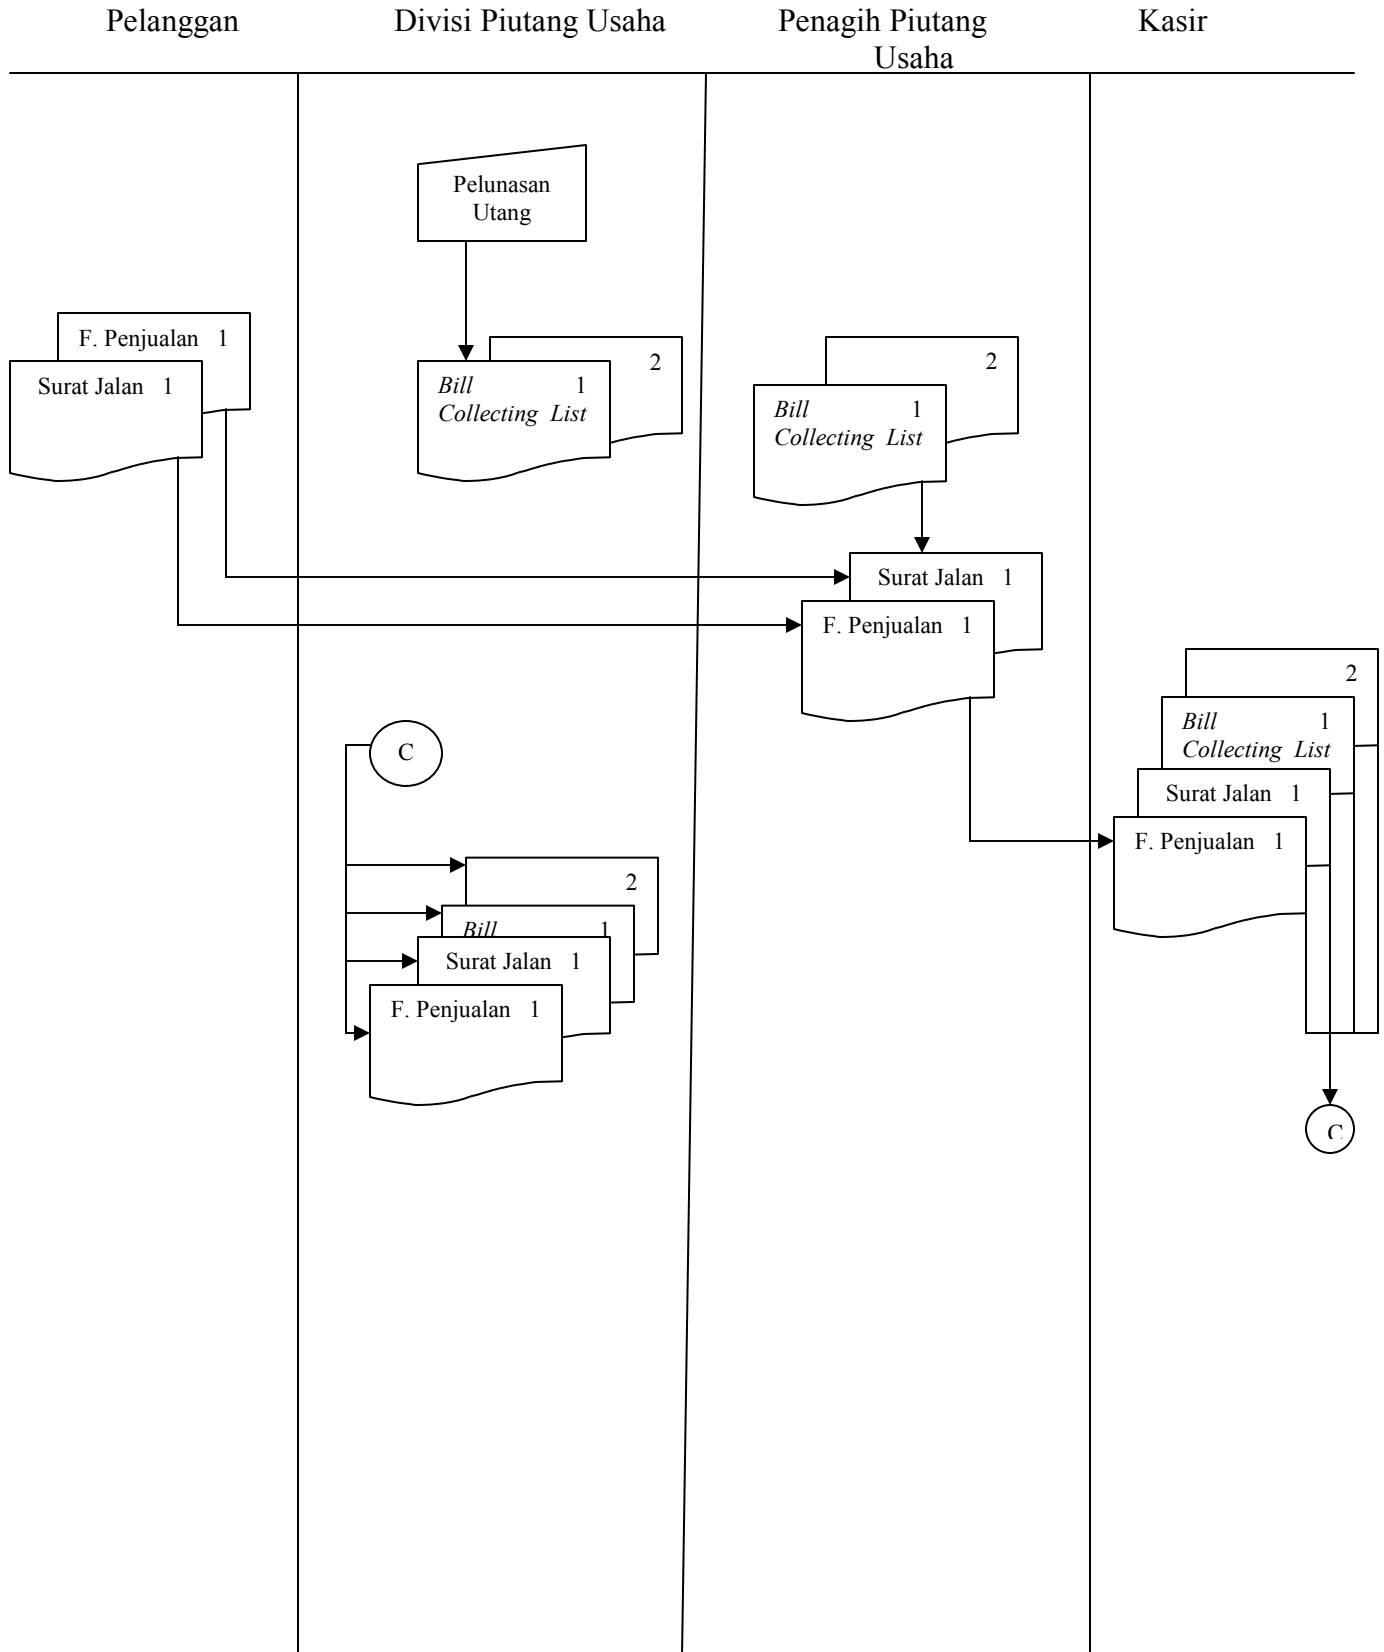 Pelanggan
Divisi Piutang Usaha
Penagih Piutang
Usaha
Kasir
Pelunasan
Utang
F. Penjualan 1
Surat Jalan 1
2
Bill 1
Collecting List
2
Bill 1
Collecting List
Surat Jalan 1
F. Penjualan 1
2
Bill 1
Collecting List
Surat Jalan 1
F. Penjualan 1
C
2
Bill 1
Surat Jalan 1
F. Penjualan 1
C